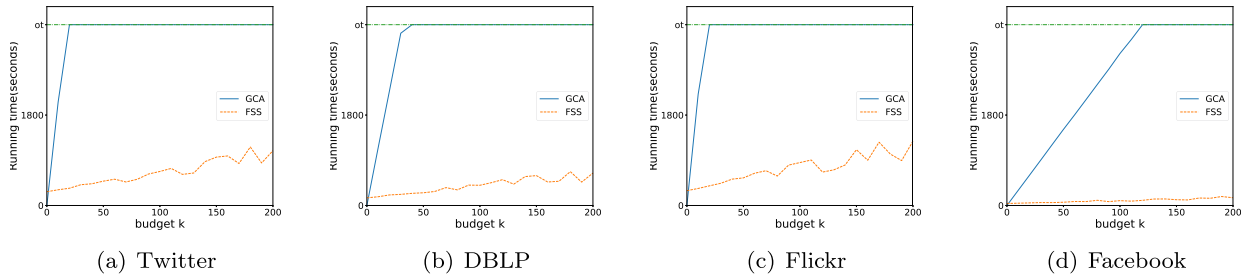 ot
Running time(seconds)
1800
0
0 50 100 150 200
budget k
GCA
FSS
(a) Twitter
ot
Running time(seconds)
1800
0
0 50 100 150 200
budget k
GCA
FSS
(b) DBLP
ot
Running time(seconds)
1800
0
0 50 100 150 200
budget k
GCA
FSS
(c) Flickr
ot
Running time(seconds)
1800
0
0 50 100 150 200
budget k
GCA
FSS
(d) Facebook